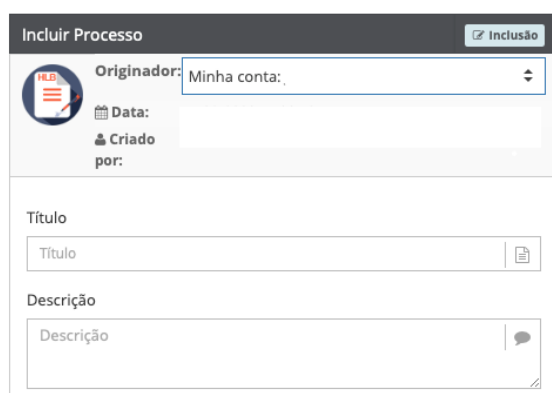 Incluir Processo
Inclusão
HLB
Originador:
Minha conta:
Data:
Criado
por:
Título
Título
Descrição
Descrição